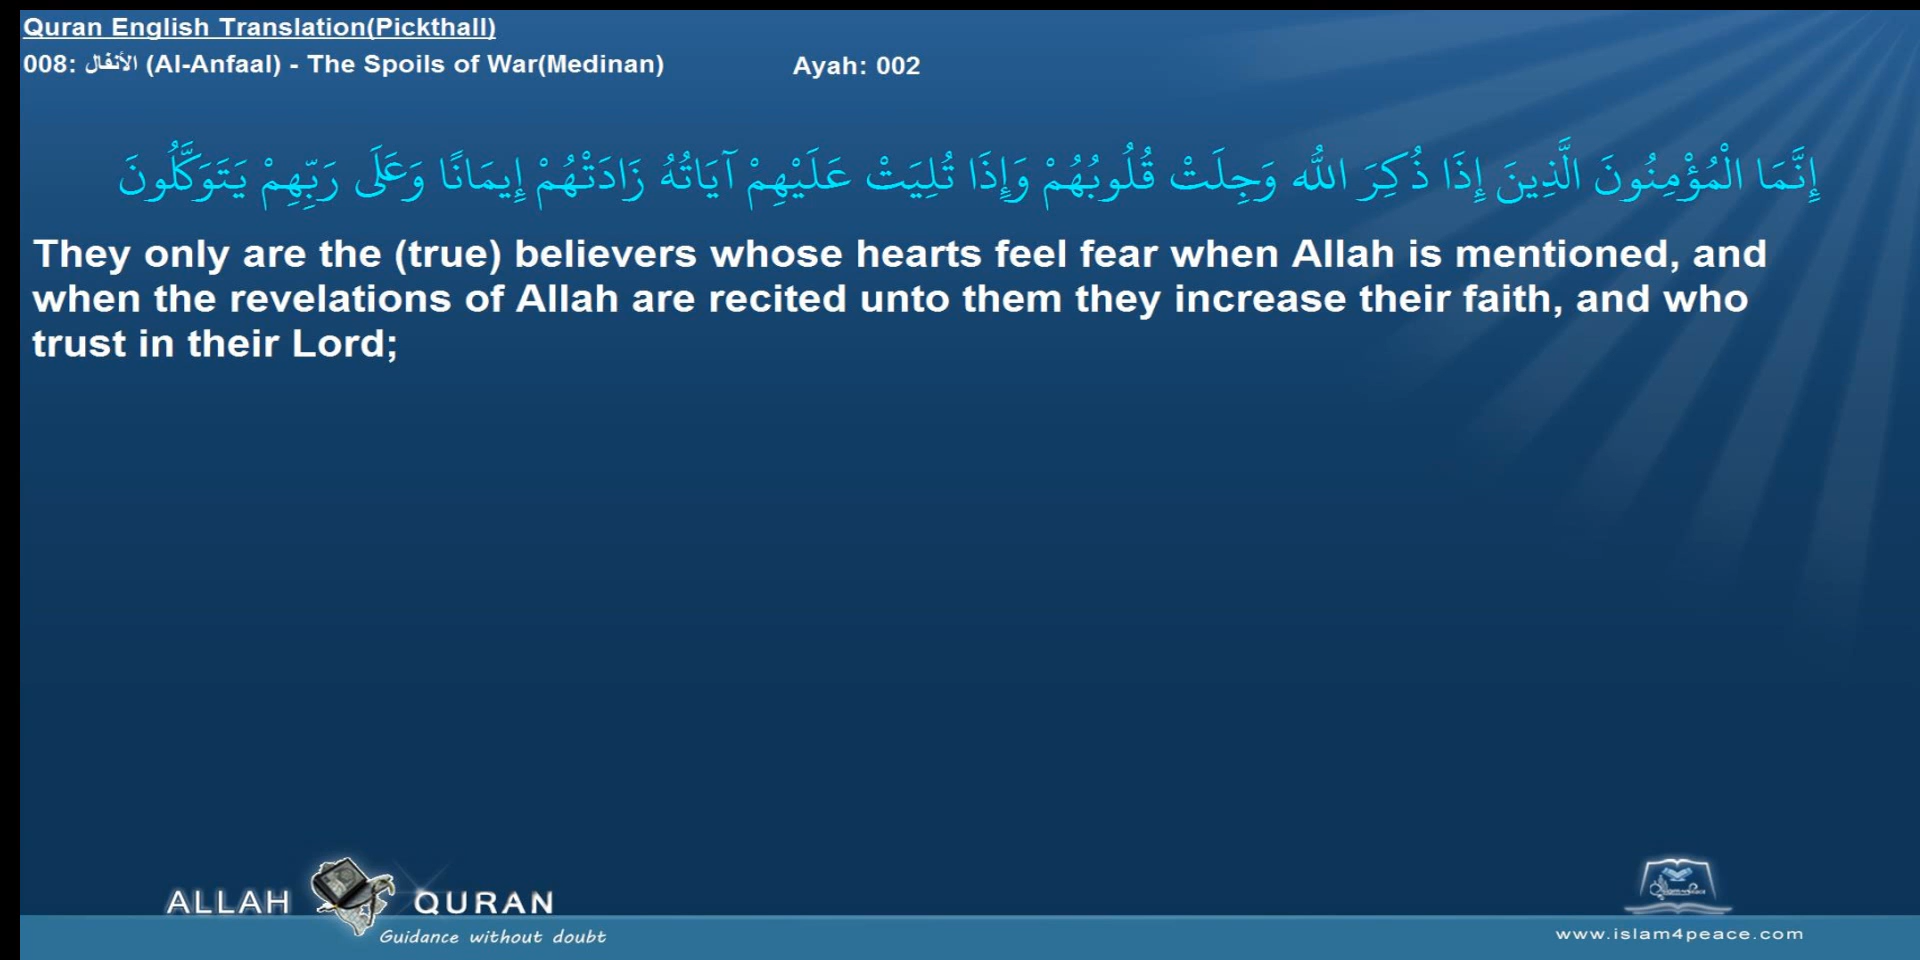 Quran English Translation(Pickthall)
008: الأنفال (Al-Anfaal) - The Spoils of War(Medinan) Ayah: 002
إِنَّمَا الْمُؤْمِنُونَ الَّذِينَ إِذَا ذُكِرَ اللَّهُ وَجِلَتْ قُلُوبُهُمْ وَإِذَا تُلِيَتْ عَلَيْهِمْ آيَاتُهُ زَادَتْهُمْ إِيمَانًا وَعَلَى رَبِّهِمْ يَتَوَكَّلُونَ
They only are the (true) believers whose hearts feel fear when Allah is mentioned, and
when the revelations of Allah are recited unto them they increase their faith, and who
trust in their Lord;
ALLAH QURAN
Guidance without doubt
www.islam4peace.com